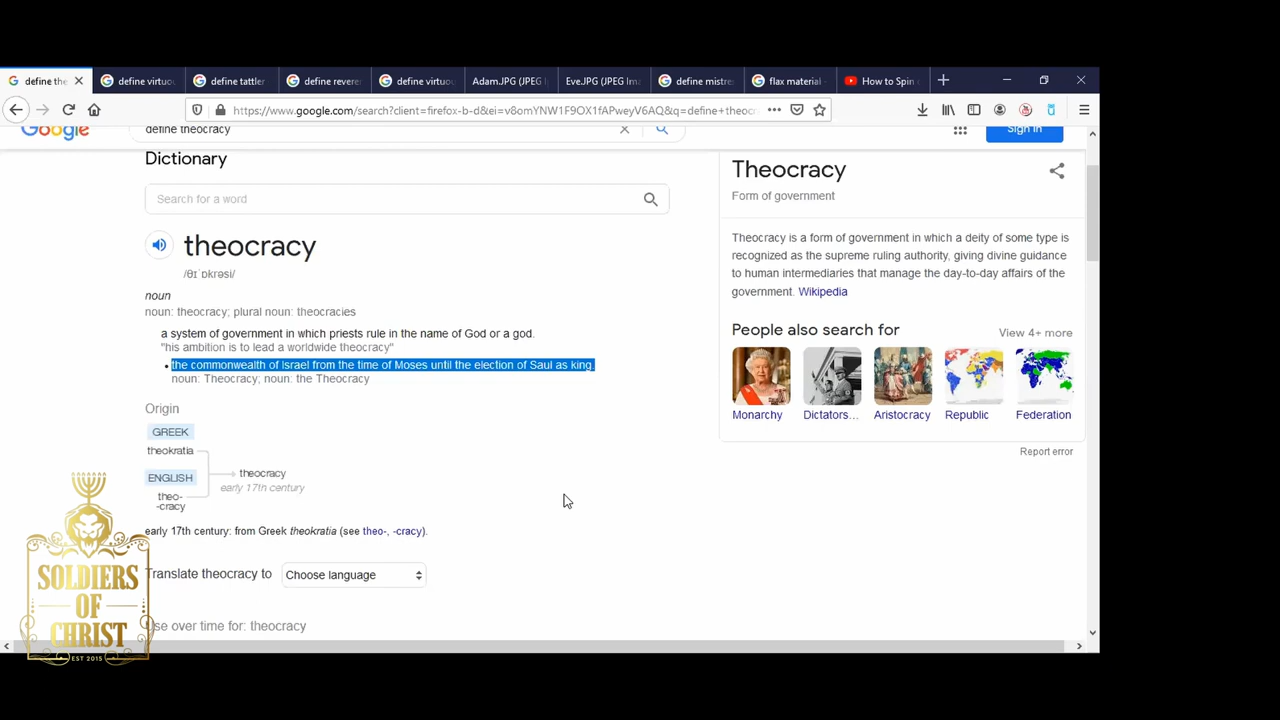 define the
define virtuou
define tattler
define revere
define virtuou
Adam.JPG (JPEG I
Eve.JPG (JPEG Ima
define mistres
flax material -
How to Spin
https://www.google.com/search?client=firefox-b-d&ei=v8omYNW1F9OX1fAPweyV6AQ&q=define+theocr
Google
define theocracy
Sign in
Dictionary
Search for a word
theocracy
/θɪˈɒkrəsi/
noun
noun: theocracy; plural noun: theocracies
a system of government in which priests rule in the name of God or a god.
"his ambition is to lead a worldwide theocracy"
• the commonwealth of Israel from the time of Moses until the election of Saul as king.
noun: Theocracy; noun: the Theocracy
Origin
GREEK
theokratia
ENGLISH
theo-
-cracy
theocracy
early 17th century
early 17th century: from Greek theokratia (see theo-, -cracy).
Translate theocracy to
Choose language
se over time for: theocracy
Theocracy
Form of government
Theocracy is a form of government in which a deity of some type is
recognized as the supreme ruling authority, giving divine guidance
to human intermediaries that manage the day-to-day affairs of the
government. Wikipedia
People also search for
View 4+ more
Monarchy
Dictators...
Aristocracy
Republic
Federation
Report error
SOLDIERS
OF
CHRIST
EST 2015